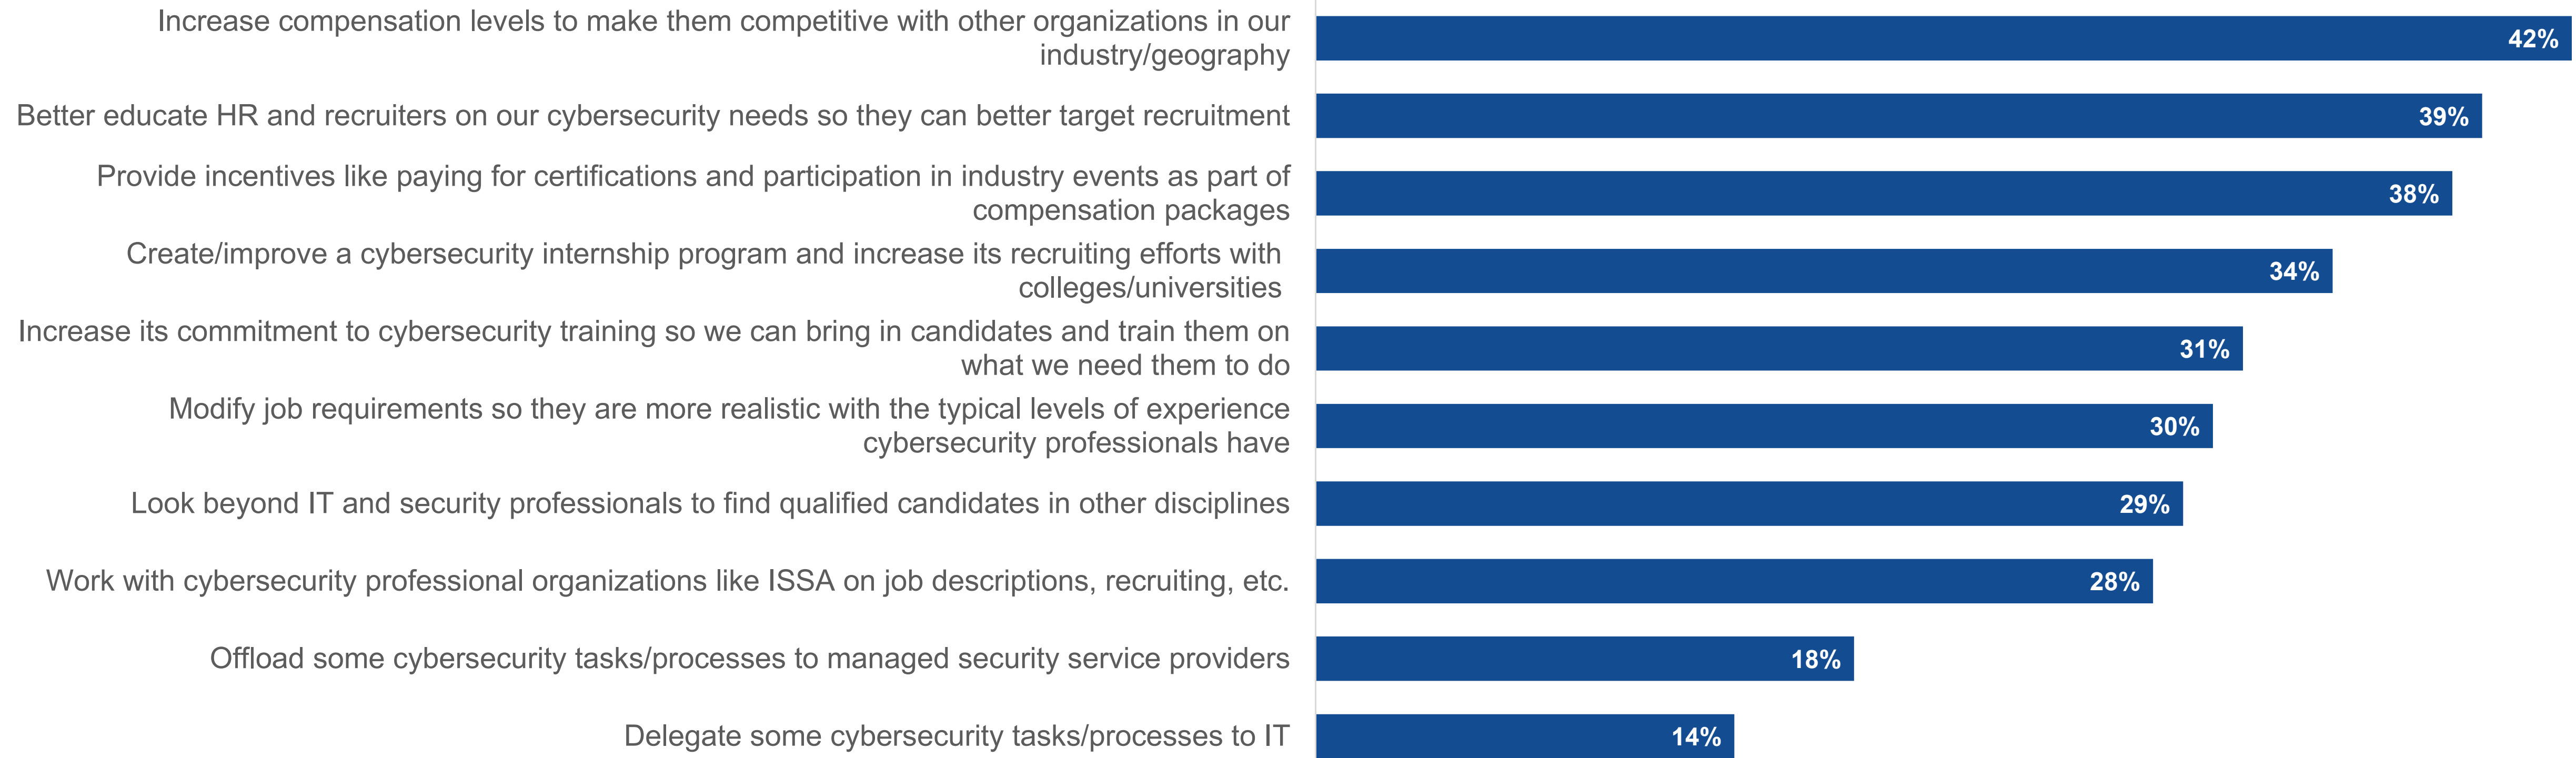 Increase compensation levels to make them competitive with other organizations in our
industry/geography
42%
Better educate HR and recruiters on our cybersecurity needs so they can better target recruitment
39%
Provide incentives like paying for certifications and participation in industry events as part of
compensation packages
38%
Create/improve a cybersecurity internship program and increase its recruiting efforts with
colleges/universities
34%
Increase its commitment to cybersecurity training so we can bring in candidates and train them on
what we need them to do
31%
Modify job requirements so they are more realistic with the typical levels of experience
cybersecurity professionals have
30%
Look beyond IT and security professionals to find qualified candidates in other disciplines
29%
Work with cybersecurity professional organizations like ISSA on job descriptions, recruiting, etc.
28%
Offload some cybersecurity tasks/processes to managed security service providers
18%
Delegate some cybersecurity tasks/processes to IT
14%